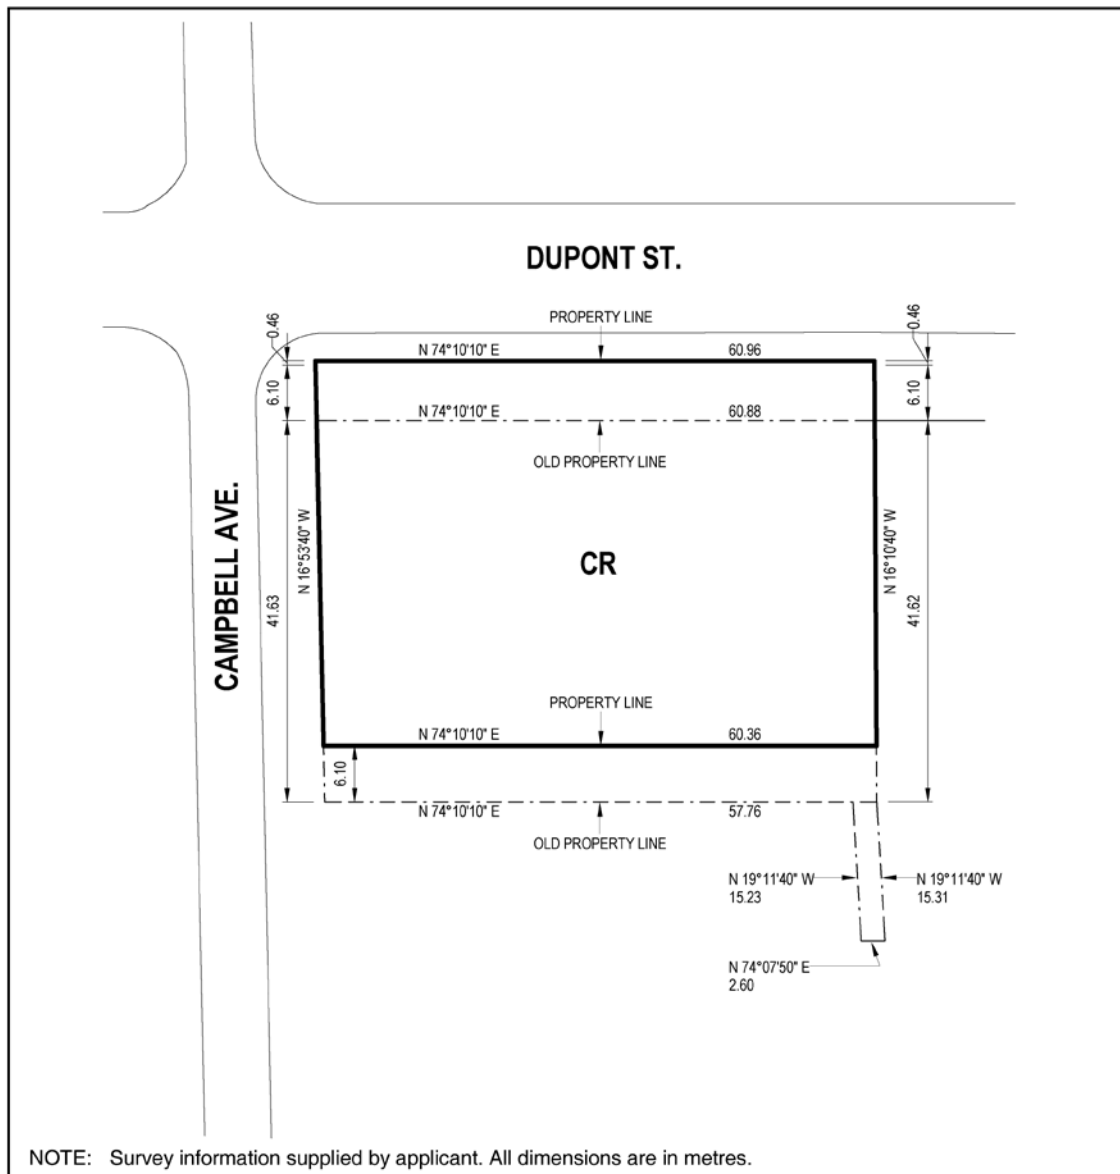 DUPONT ST.
PROPERTY LINE
0.46
0.46
N 74°10'10" E
60.96
6.10
6.10
N 74°10'10" E
60.88
OLD PROPERTY LINE
CAMPBELL AVE.
N 16°53'40" W
CR
N 16°10'40" W
41.63
41.62
PROPERTY LINE
N 74°10'10" E
60.36
6.10
N 74°10'10" E
57.76
OLD PROPERTY LINE
N 19°11'40" W
15.23
N 19°11'40" W
15.31
N 74°07'50" E
2.60
NOTE: Survey information supplied by applicant. All dimensions are in metres.